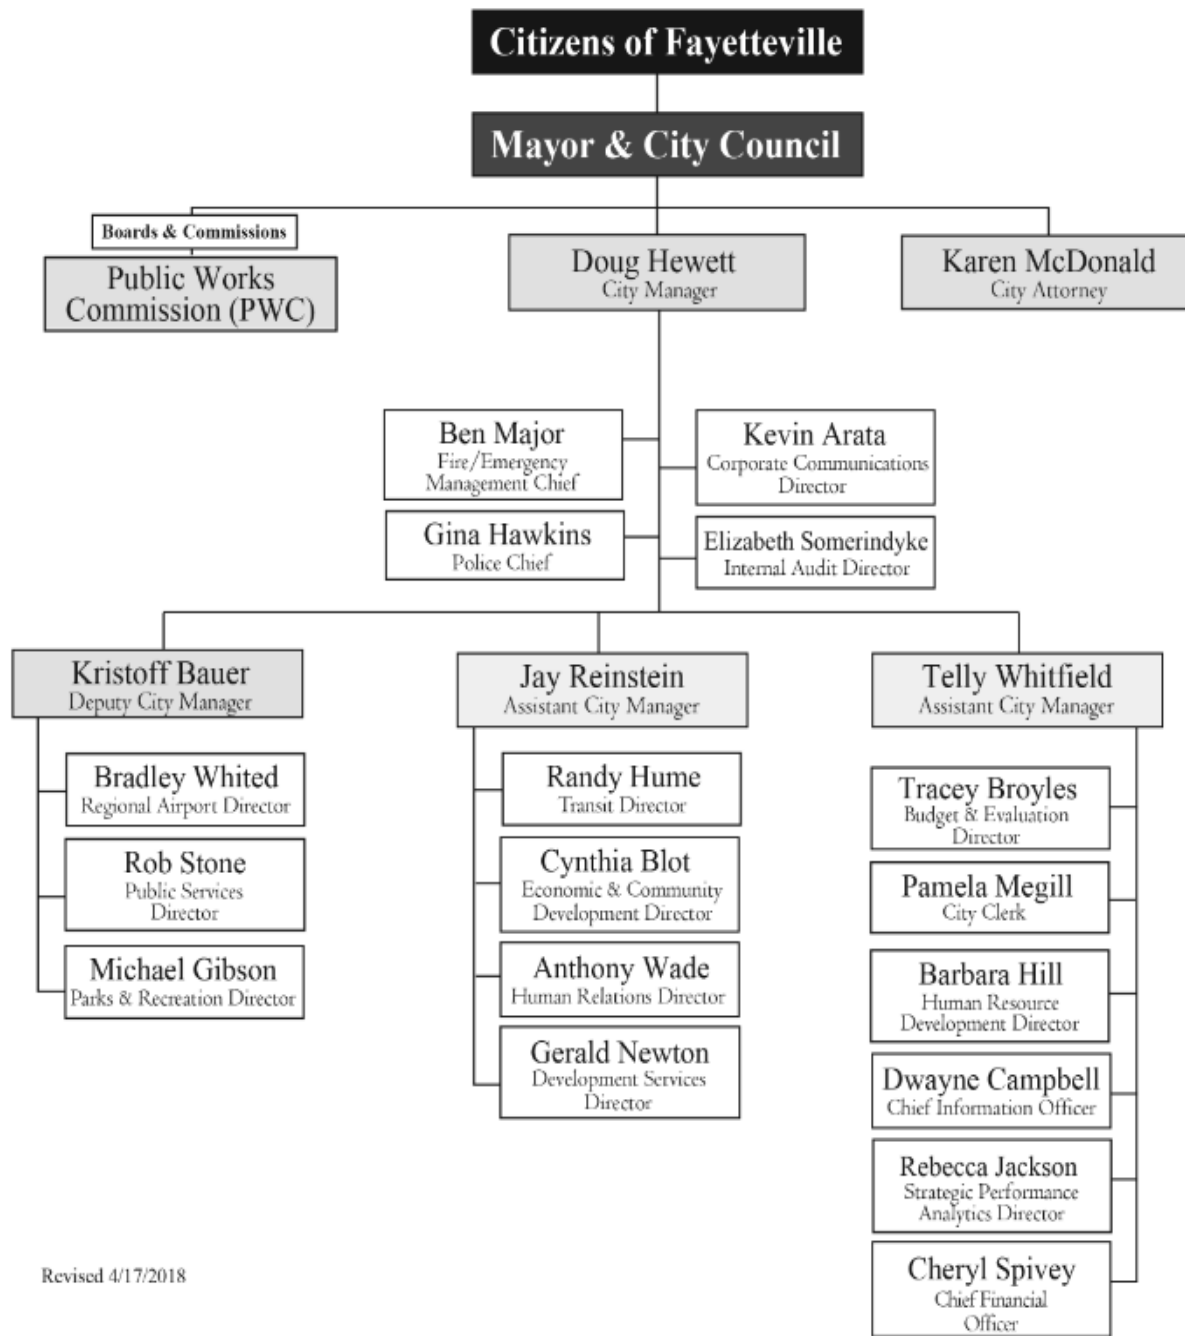 Citizens of Fayetteville
Mayor & City Council
Boards & Commissions
Public Works
Commission (PWC)
Doug Hewett
City Manager
Karen McDonald
City Attorney
Ben Major
Fire/Emergency
Management Chief
Kevin Arata
Corporate Communications
Director
Gina Hawkins
Police Chief
Elizabeth Somerindyke
Internal Audit Director
Kristoff Bauer
Deputy City Manager
Bradley Whited
Regional Airport Director
Rob Stone
Public Services
Director
Michael Gibson
Parks & Recreation Director
Jay Reinstein
Assistant City Manager
Randy Hume
Transit Director
Cynthia Blot
Economic & Community
Development Director
Anthony Wade
Human Relations Director
Gerald Newton
Development Services
Director
Telly Whitfield
Assistant City Manager
Tracey Broyles
Budget & Evaluation
Director
Pamela Megill
City Clerk
Barbara Hill
Human Resource
Development Director
Dwayne Campbell
Chief Information Officer
Rebecca Jackson
Strategic Performance
Analytics Director
Cheryl Spivey
Chief Financial
Officer
Revised 4/17/2018